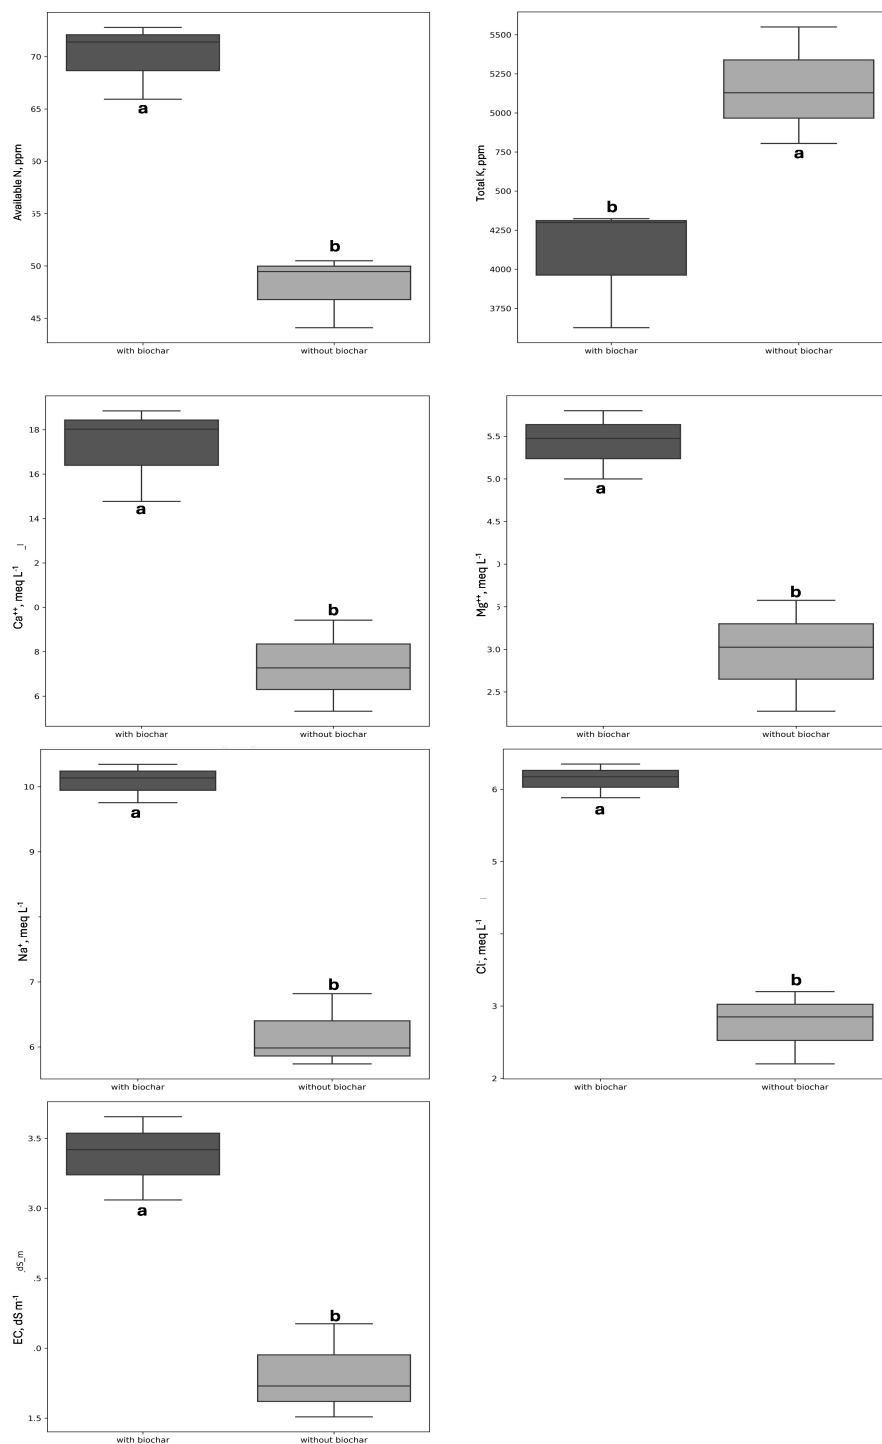 Available N, ppm
70
65
50
55
50
45
a
b
with biochar
without biochar
Total K, ppm
5500
5250
5000
750
500
4250
4000
3750
b
a
with biochar
without biochar
Ca⁺⁺, meq L⁻¹
18
16
14
2
0
8
6
a
b
with biochar
without biochar
Mg⁺⁺, meq L⁻¹
5.5
5.0
4.5
5
3.0
2.5
a
b
with biochar
without biochar
Na⁺, meq L⁻¹
10
9
7
6
a
b
with biochar
without biochar
Cl⁻, meq L⁻¹
6
5
3
2
a
b
with biochar
without biochar
EC, dS m⁻¹
dS_m
3.5
3.0
.5
.0
1.5
a
b
with biochar
without biochar